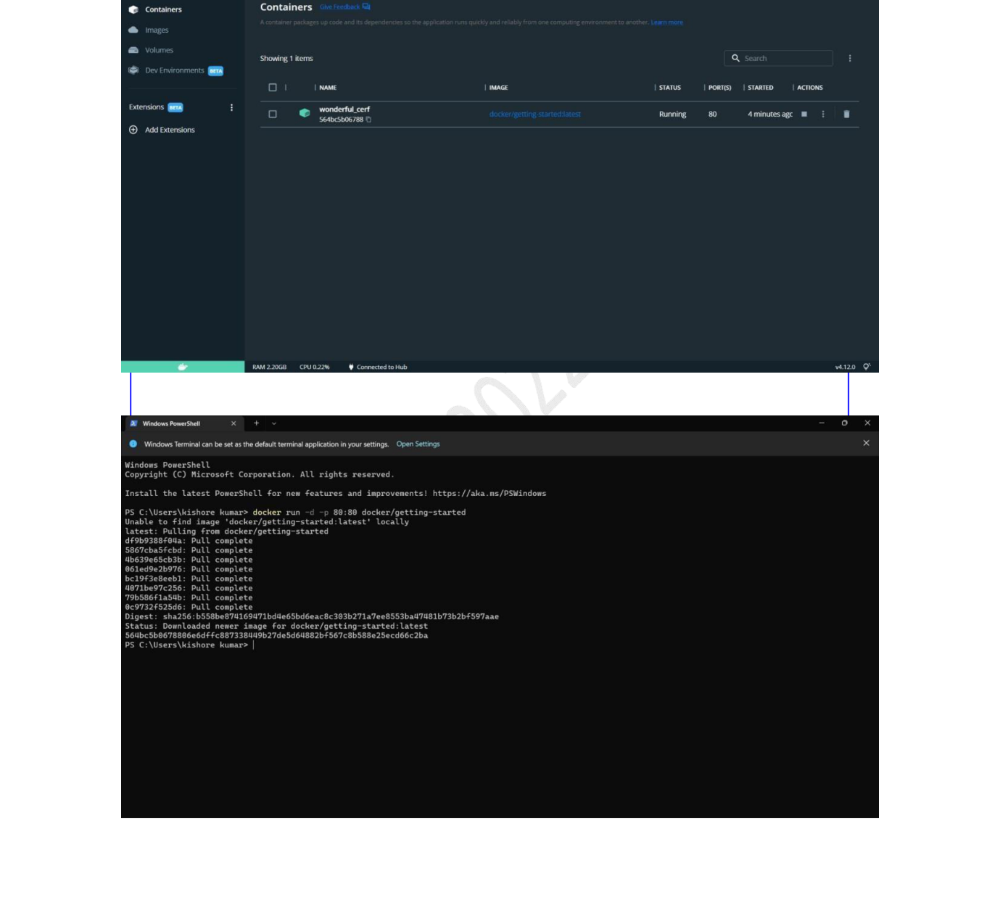 Containers
Images
Volumes
Dev Environments BETA
Extensions BETA
Add Extensions
Containers Give Feedback
A container packages up code and its dependencies so the application runs quickly and reliably from one computing environment to another. Learn more
Showing 1 items
Search
NAME IMAGE STATUS PORT(S) STARTED ACTIONS
wonderful_cerf docker/getting-started:latest Running 80 4 minutes agc
564bc5b06788
RAM 2.20GB CPU 0.22% Connected to Hub v4.12.0
2022
Windows PowerShell
Windows Terminal can be set as the default terminal application in your settings. Open Settings
Windows PowerShell
Copyright (C) Microsoft Corporation. All rights reserved.
Install the latest PowerShell for new features and improvements! https://aka.ms/PSWindows
PS C:\Users\kishore kumar> docker run -d -p 80:80 docker/getting-started
Unable to find image 'docker/getting-started:latest' locally
latest: Pulling from docker/getting-started
df9b9388f04a: Pull complete
5867cba5fcbd: Pull complete
4b639e65cb3b: Pull complete
061ed9e2b976: Pull complete
bc19f3e8eeb1: Pull complete
4071be97c256: Pull complete
79b586f1a54b: Pull complete
0c9732f525d6: Pull complete
Digest: sha256:b558be874169471bd4e65bd6eac8c303b271a7ee8553ba47481b73b2bf597aae
Status: Downloaded newer image for docker/getting-started:latest
564bc5b0678806e6dffc887338449b27de5d64882bf567c8b588e25ecd66c2ba
PS C:\Users\kishore kumar>